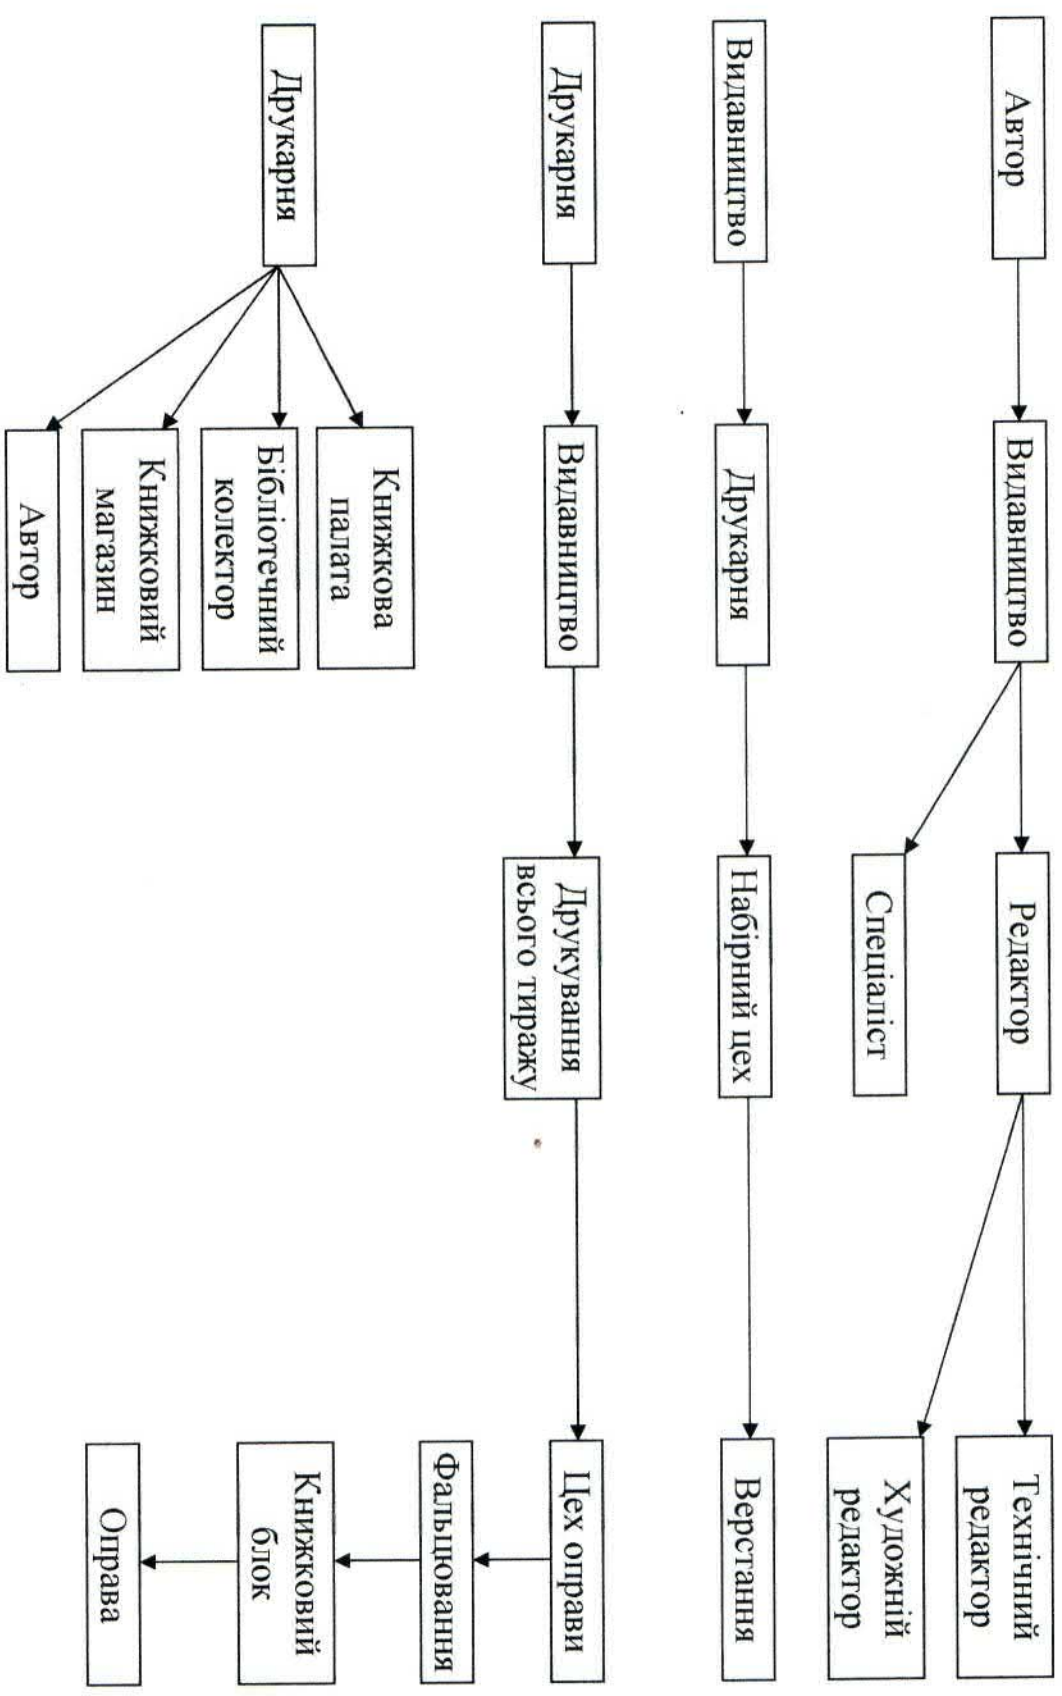 Автор
Видавництво
Редактор
Технічний
редактор
Художній
редактор
Спеціаліст
Видавництво
Друкарня
Набірний цех
Верстання
Друкарня
Видавництво
Друкування
всього тиражу
Цех оправи
Фальцювання
Книжковий
блок
Оправа
Друкарня
Книжкова
палата
Бібліотечний
колектор
Книжковий
магазин
Автор